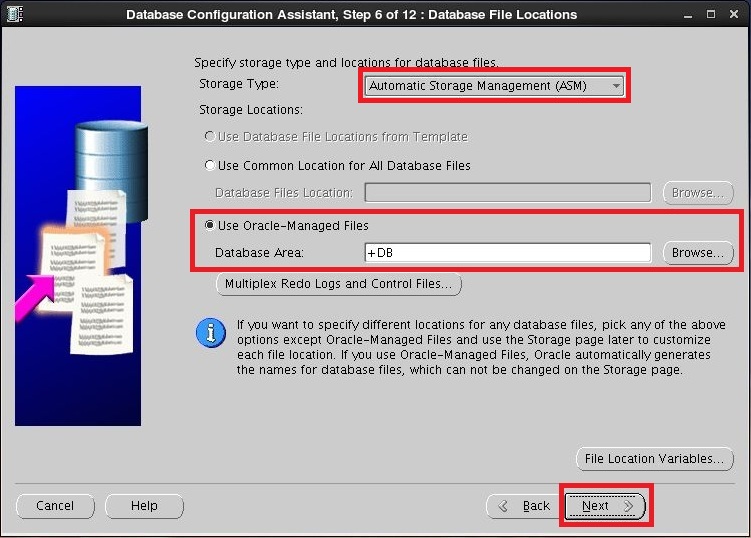 Database Configuration Assistant, Step 6 of 12 : Database File Locations
Specify storage type and locations for database files.
Storage Type: Automatic Storage Management (ASM)
Storage Locations:
Use Database File Locations from Template
Use Common Location for All Database Files
Database Files Location: Browse...
Use Oracle-Managed Files
Database Area: +DB Browse...
Multiplex Redo Logs and Control Files...
If you want to specify different locations for any database files, pick any of the above
options except Oracle-Managed Files and use the Storage page later to customize
each file location. If you use Oracle-Managed Files, Oracle automatically generates
the names for database files, which can not be changed on the Storage page.
File Location Variables...
Cancel Help Back Next